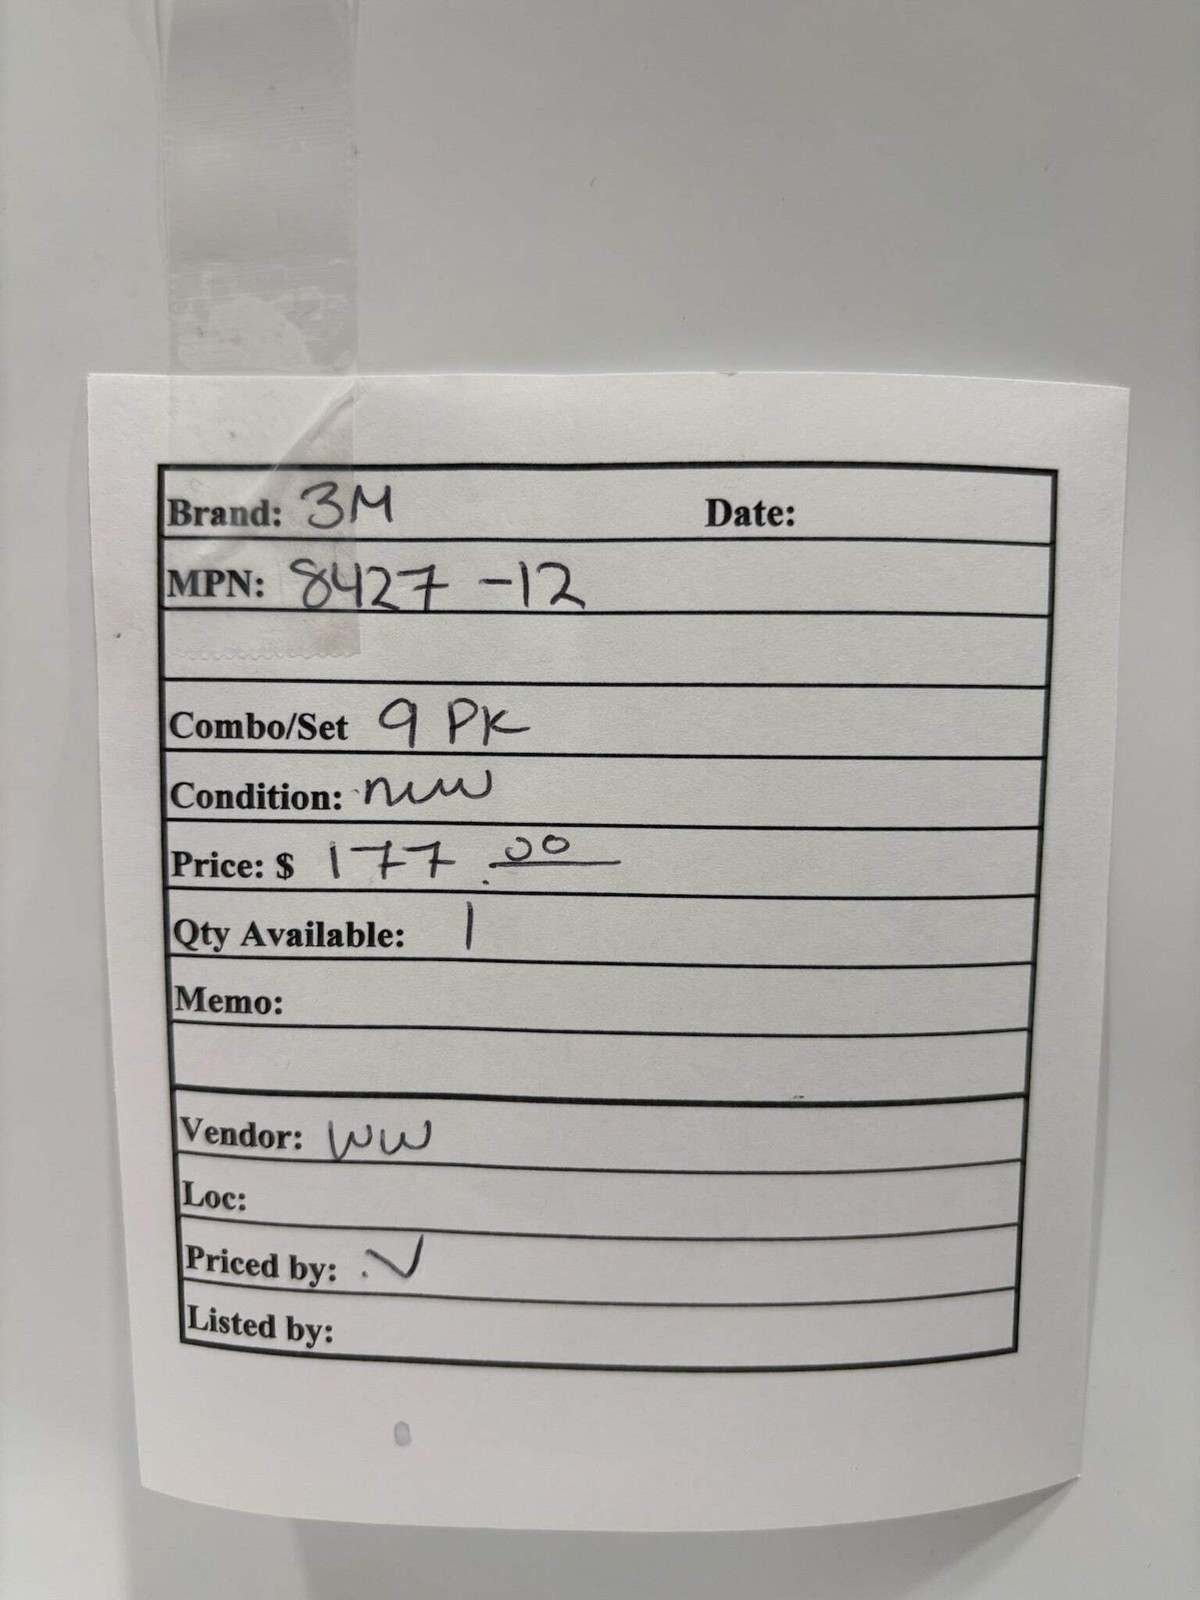 Brand: 3M Date:
MPN: 8427-12
Combo/Set 9 PK
Condition: new
Price: $ 177.00
Qty Available: 1
Memo:
Vendor: WW
Loc:
Priced by: V
Listed by: